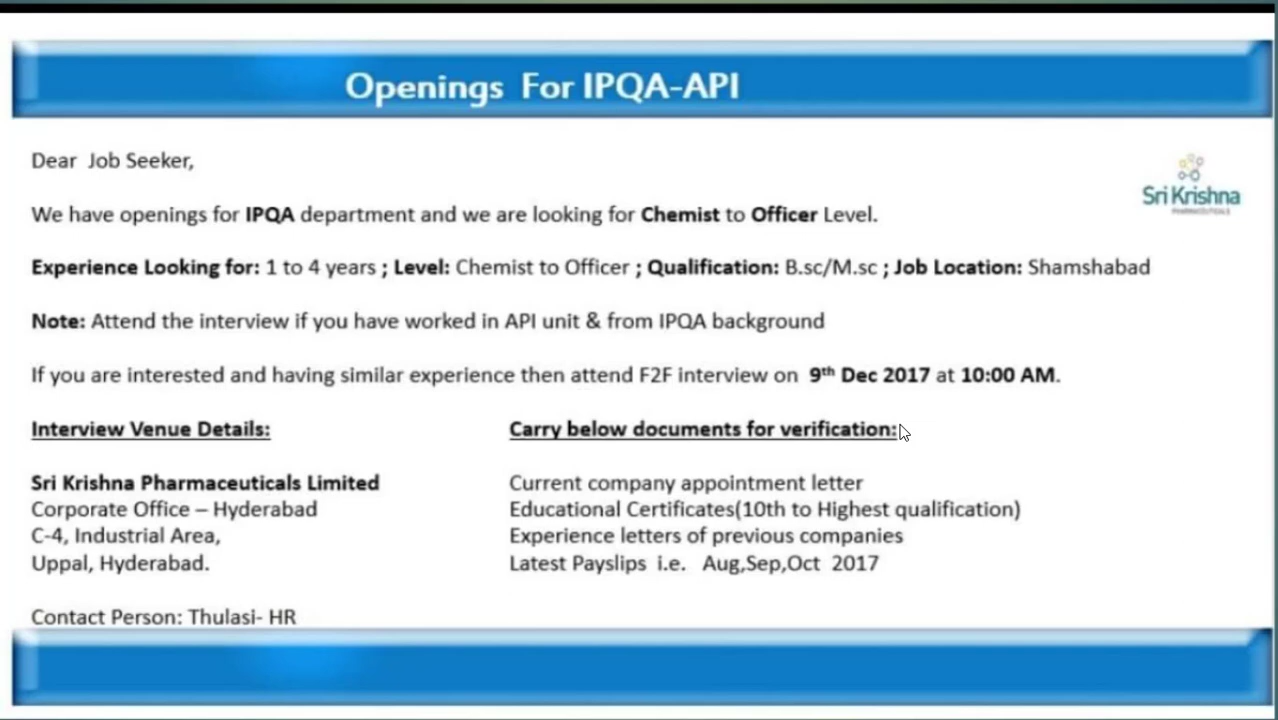 Openings For IPQA-API
Dear Job Seeker,
Sri Krishna
PHARMACEUTICALS
We have openings for IPQA department and we are looking for Chemist to Officer Level.
Experience Looking for: 1 to 4 years ; Level: Chemist to Officer ; Qualification: B.sc/M.sc ; Job Location: Shamshabad
Note: Attend the interview if you have worked in API unit & from IPQA background
If you are interested and having similar experience then attend F2F interview on 9th Dec 2017 at 10:00 AM.
Interview Venue Details:
Sri Krishna Pharmaceuticals Limited
Corporate Office – Hyderabad
C-4, Industrial Area,
Uppal, Hyderabad.
Contact Person: Thulasi- HR
Carry below documents for verification:
Current company appointment letter
Educational Certificates(10th to Highest qualification)
Experience letters of previous companies
Latest Payslips i.e. Aug,Sep,Oct 2017